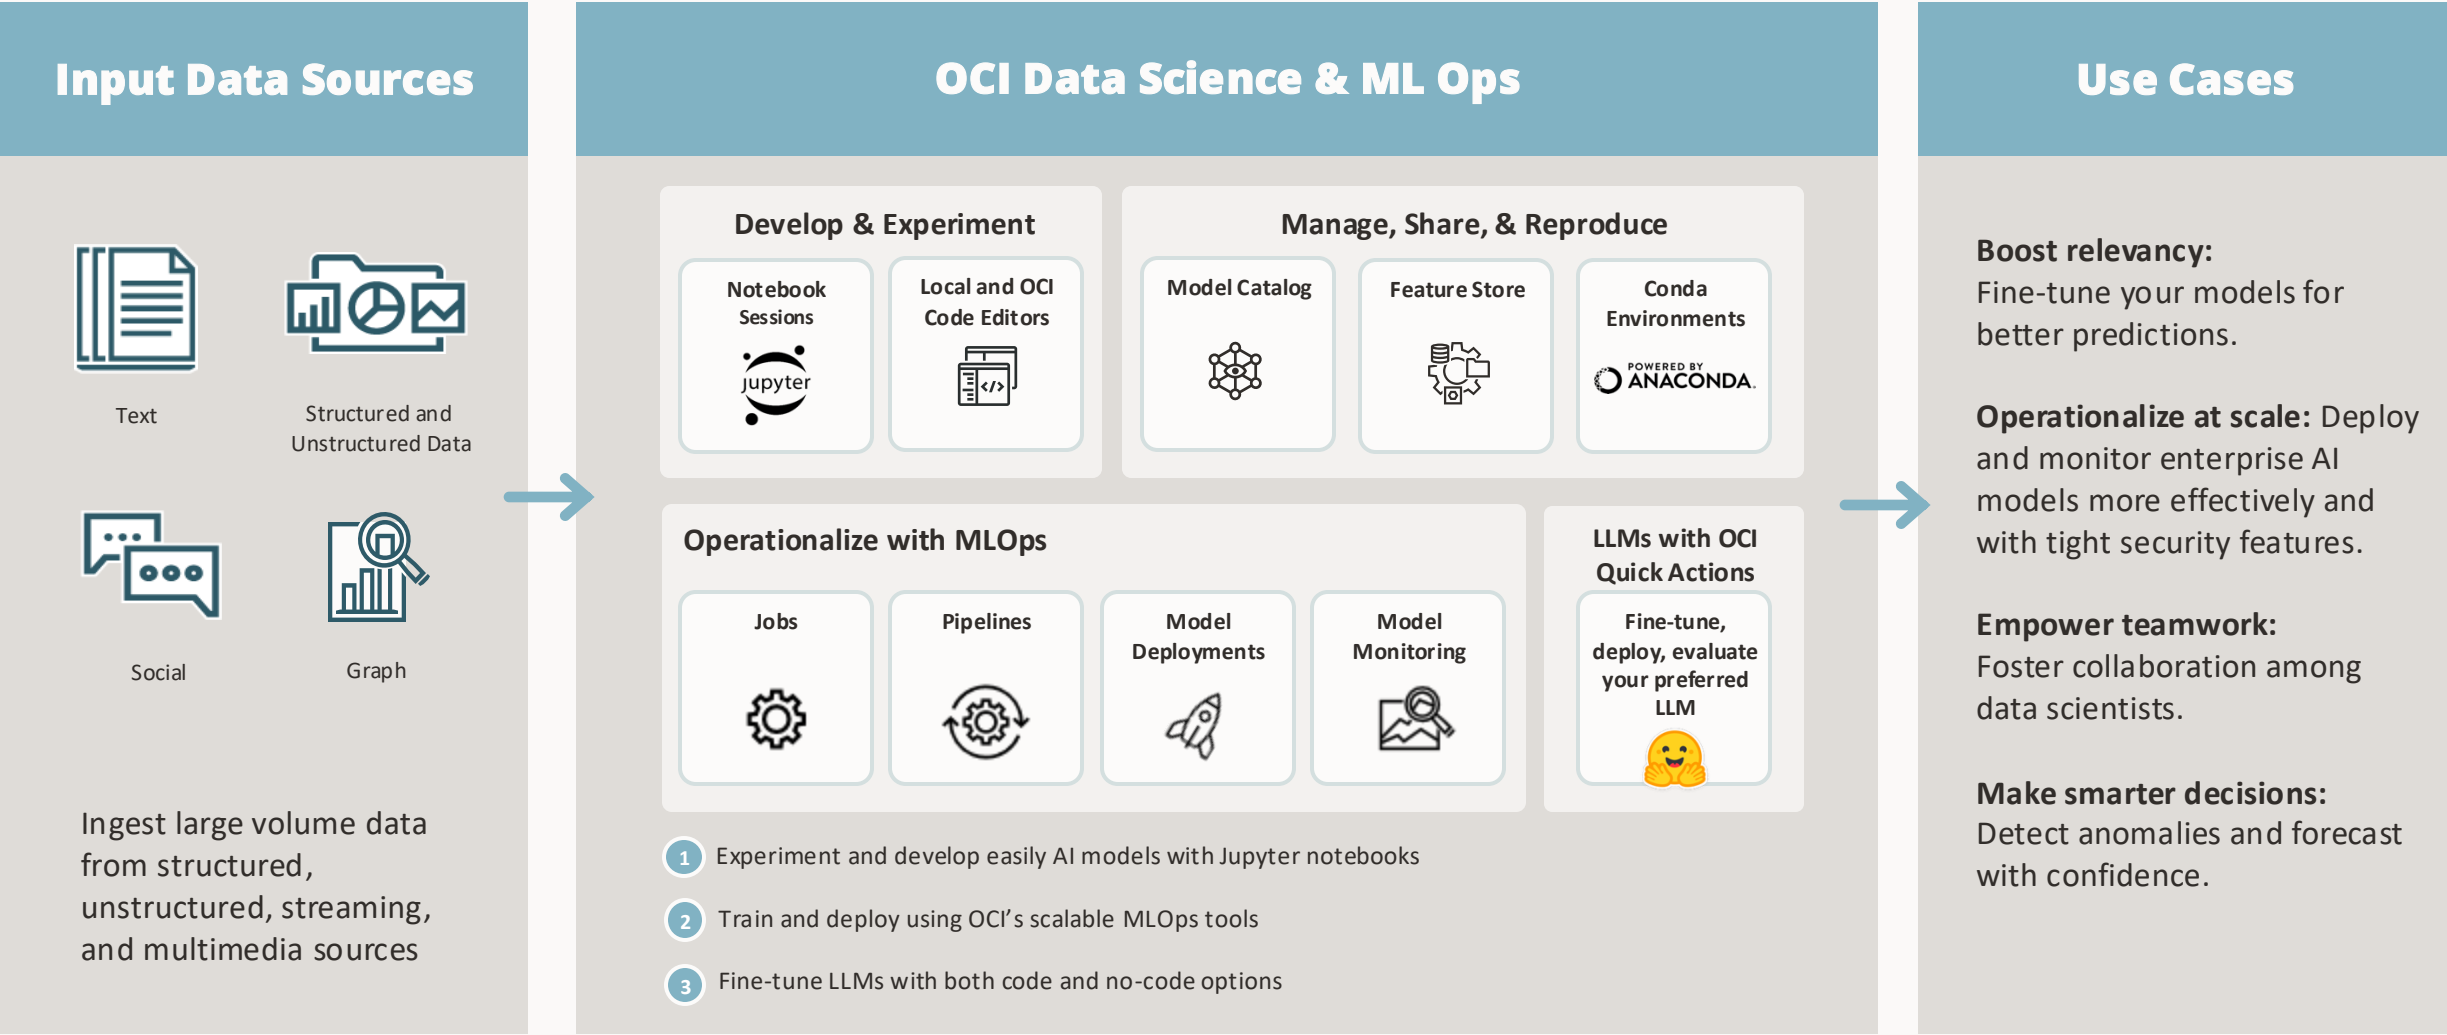 Input Data Sources
Text
Structured and
Unstructured Data
Social
Graph
Ingest large volume data
from structured,
unstructured, streaming,
and multimedia sources
OCI Data Science & ML Ops
Develop & Experiment
Notebook
Sessions
Jupyter
Local and OCI
Code Editors
</>
Manage, Share, & Reproduce
Model Catalog
Feature Store
Conda
Environments
POWERED BY
ANACONDA.
Operationalize with MLOps
Jobs
Pipelines
Model
Deployments
Model
Monitoring
LLMs with OCI
Quick Actions
Fine-tune,
deploy, evaluate
your preferred
LLM
1 Experiment and develop easily AI models with Jupyter notebooks
2 Train and deploy using OCI’s scalable MLOps tools
3 Fine-tune LLMs with both code and no-code options
Use Cases
Boost relevancy:
Fine-tune your models for
better predictions.
Operationalize at scale: Deploy
and monitor enterprise AI
models more effectively and
with tight security features.
Empower teamwork:
Foster collaboration among
data scientists.
Make smarter decisions:
Detect anomalies and forecast
with confidence.